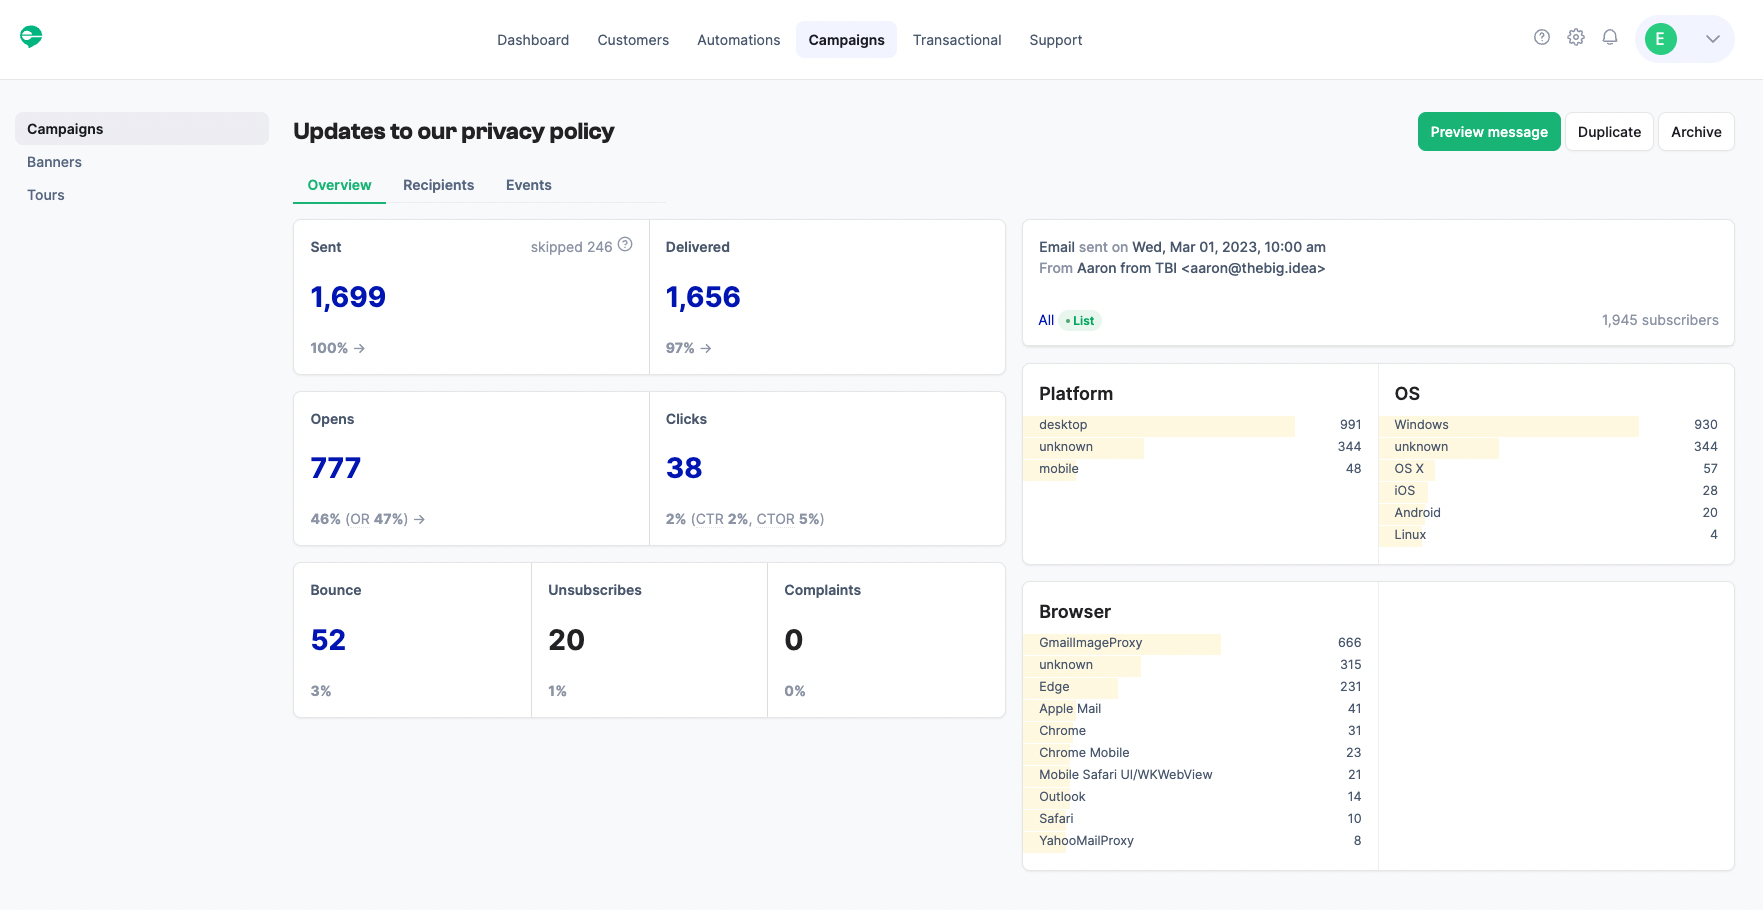 Dashboard Customers Automations Campaigns Transactional Support
E
Campaigns
Banners
Tours
Updates to our privacy policy
Preview message Duplicate Archive
Overview Recipients Events
Sent skipped 246
1,699
100% →
Delivered
1,656
97% →
Opens
777
46% (OR 47%) →
Clicks
38
2% (CTR 2%, CTOR 5%)
Bounce
52
3%
Unsubscribes
20
1%
Complaints
0
0%
Email sent on Wed, Mar 01, 2023, 10:00 am
From Aaron from TBI <aaron@thebig.idea>
All • List 1,945 subscribers
Platform
desktop 991
unknown 344
mobile 48
OS
Windows 930
unknown 344
OS X 57
iOS 28
Android 20
Linux 4
Browser
GmailImageProxy 666
unknown 315
Edge 231
Apple Mail 41
Chrome 31
Chrome Mobile 23
Mobile Safari UI/WKWebView 21
Outlook 14
Safari 10
YahooMailProxy 8